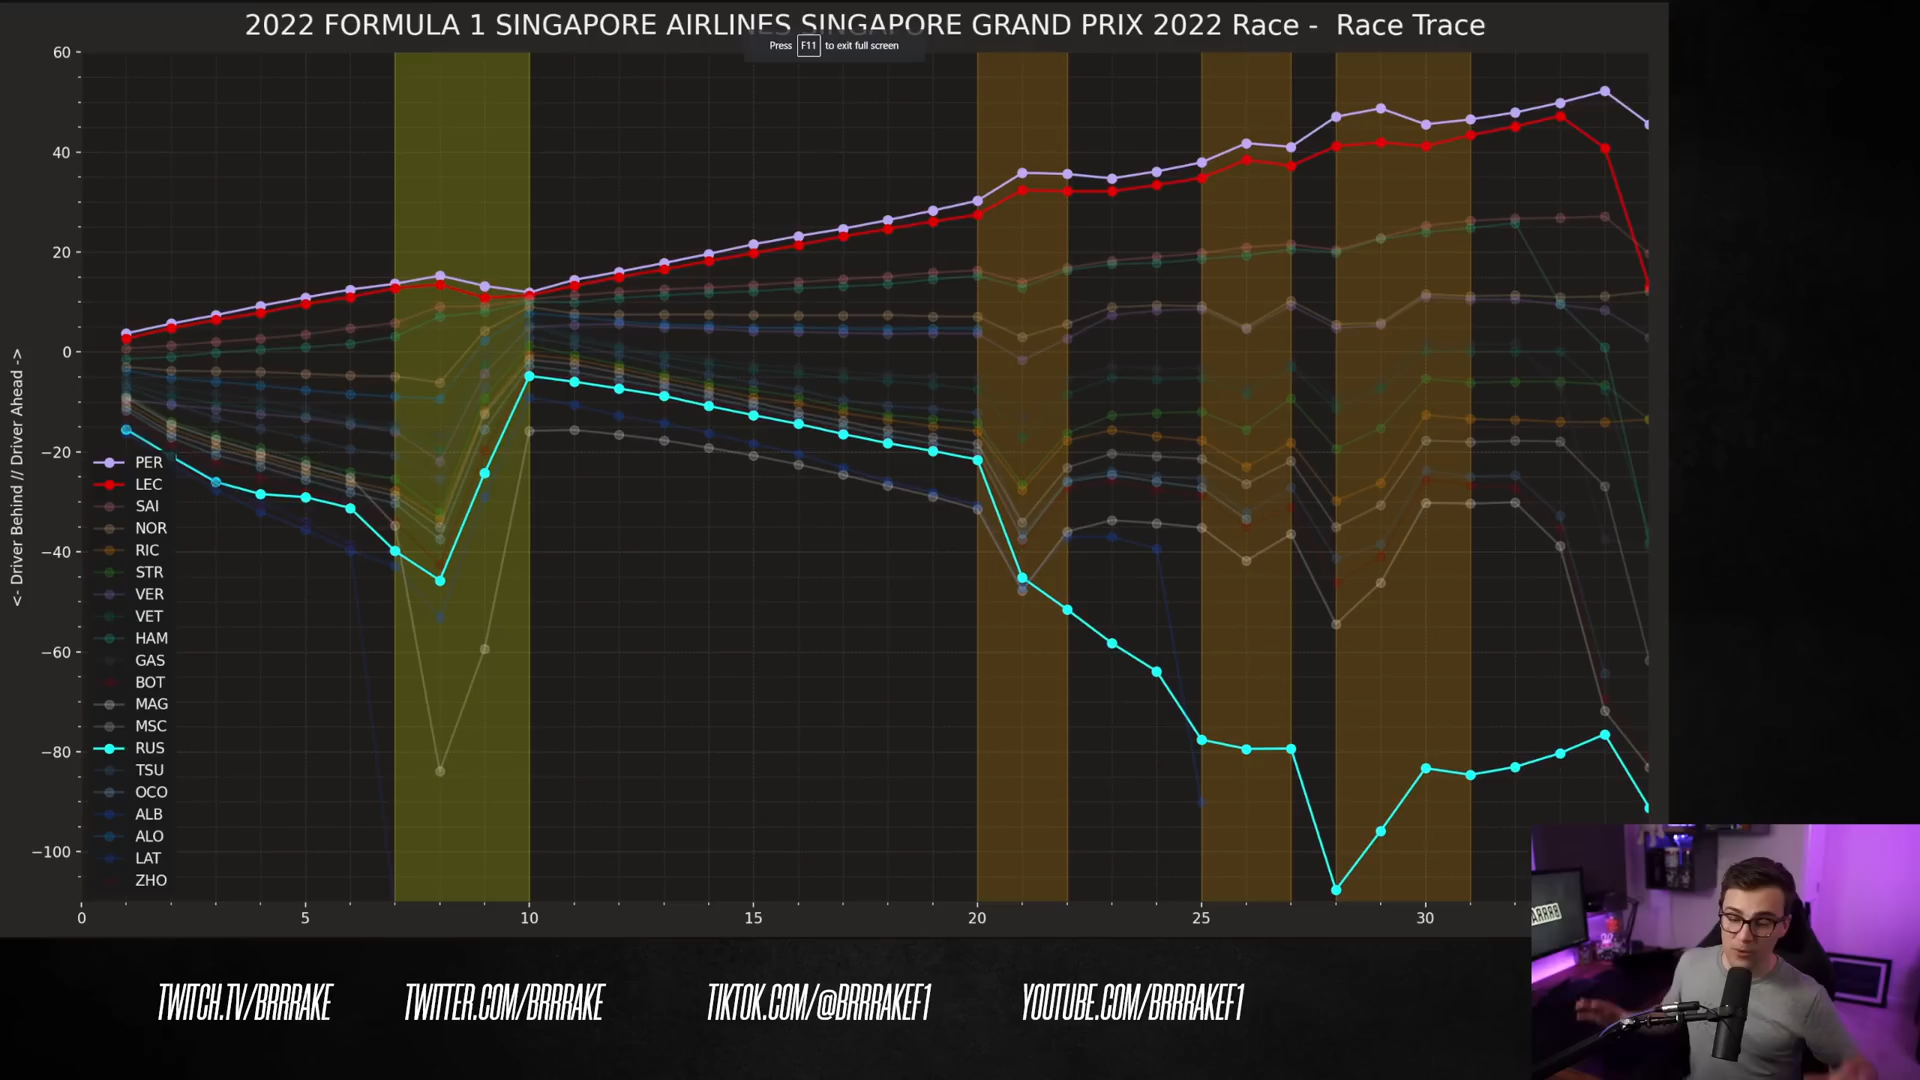 2022 FORMULA 1 SINGAPORE AIRLINES SINGAPORE GRAND PRIX 2022 Race - Race Trace
Press F11 to exit full screen
<- Driver Behind // Driver Ahead ->
60
40
20
0
−20
−40
−60
−80
−100
PER
LEC
SAI
NOR
RIC
STR
VER
VET
HAM
GAS
BOT
MAG
MSC
RUS
TSU
OCO
ALB
ALO
LAT
ZHO
0 5 10 15 20 25 30
TWITCH.TV/BRRRAKE TWITTER.COM/BRRRAKE TIKTOK.COM/@BRRRAKEF1 YOUTUBE.COM/BRRRAKEF1